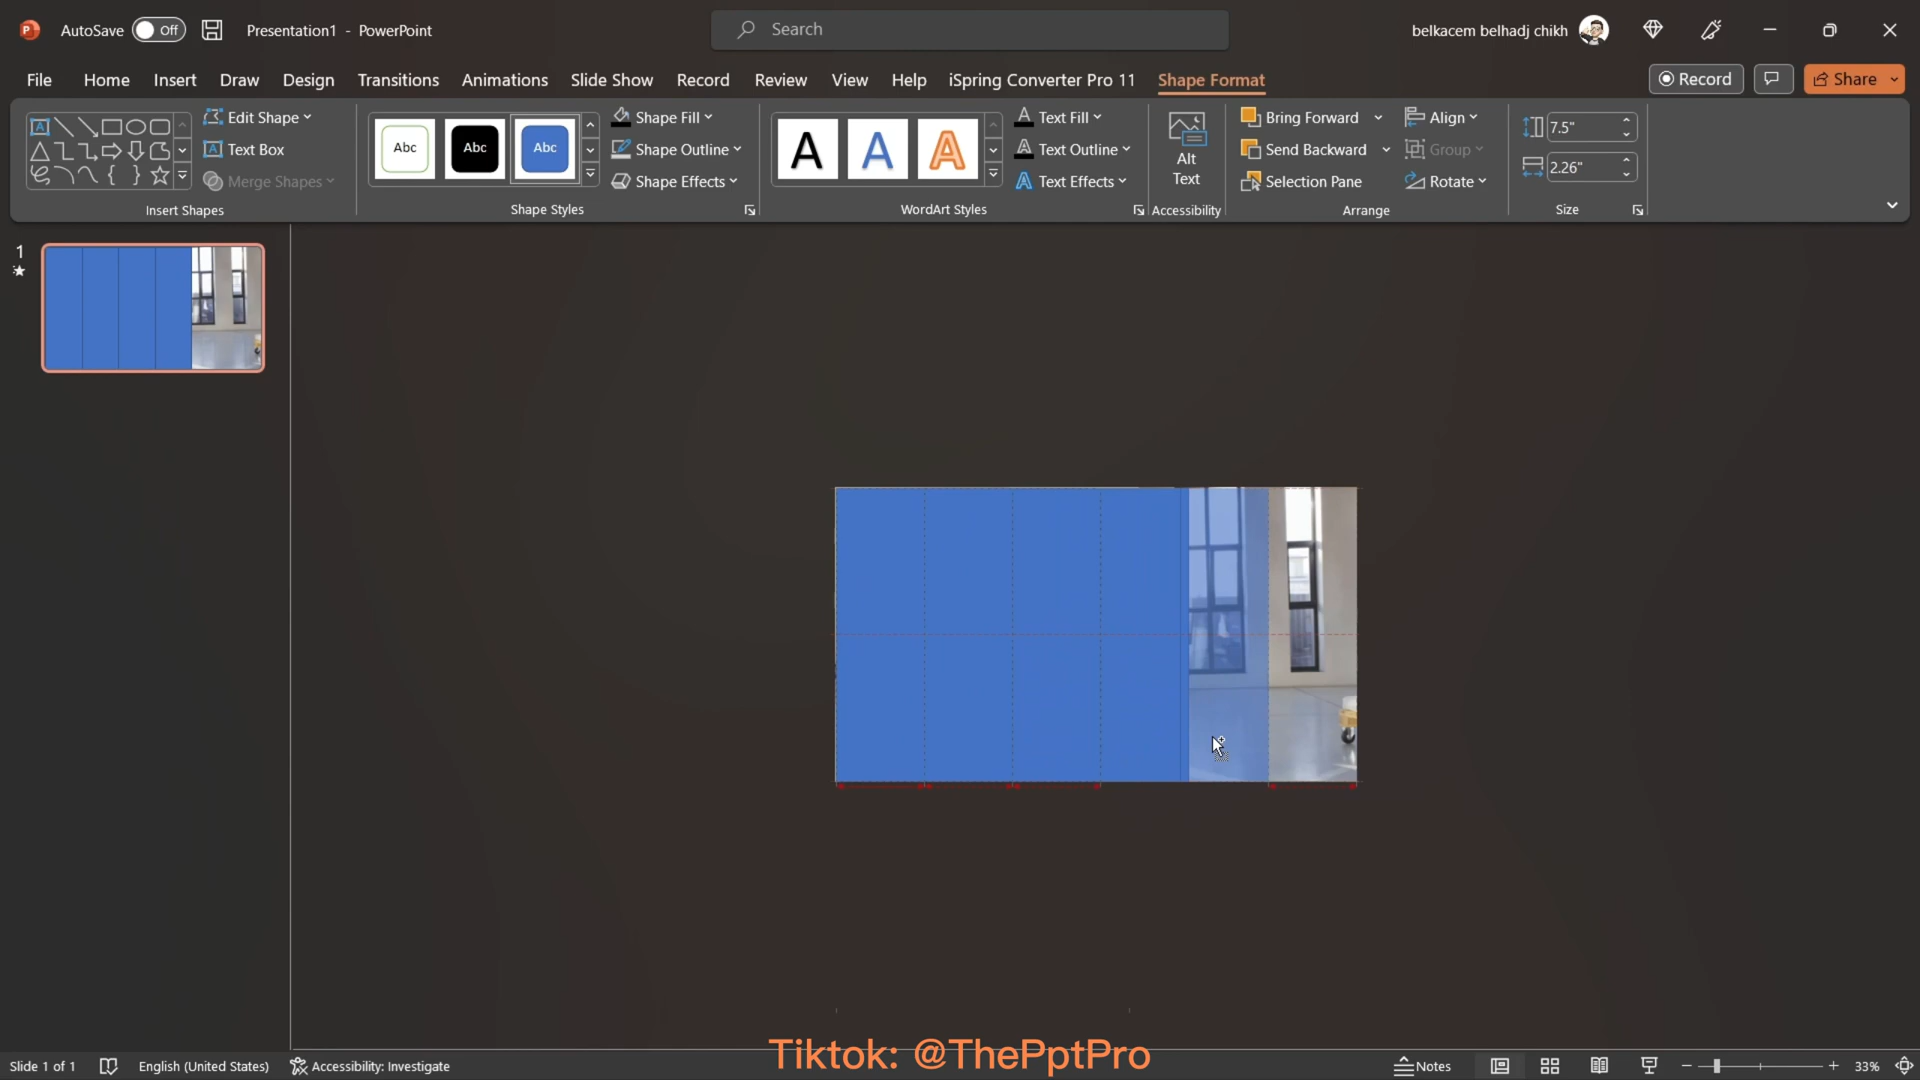 AutoSave Off Presentation1 - PowerPoint Search belkacem belhadj chikh
File Home Insert Draw Design Transitions Animations Slide Show Record Review View Help iSpring Converter Pro 11 Shape Format Record Share
Edit Shape
Text Box
Merge Shapes
Insert Shapes
Abc Abc Abc
Shape Fill
Shape Outline
Shape Effects
Shape Styles
A A A
Text Fill
Text Outline
Text Effects
WordArt Styles
Alt
Text
Accessibility
Bring Forward
Send Backward
Selection Pane
Align
Group
Rotate
Arrange
7.5"
2.26"
Size
1
Tiktok: @ThePptPro
Slide 1 of 1 English (United States) Accessibility: Investigate Notes 33%